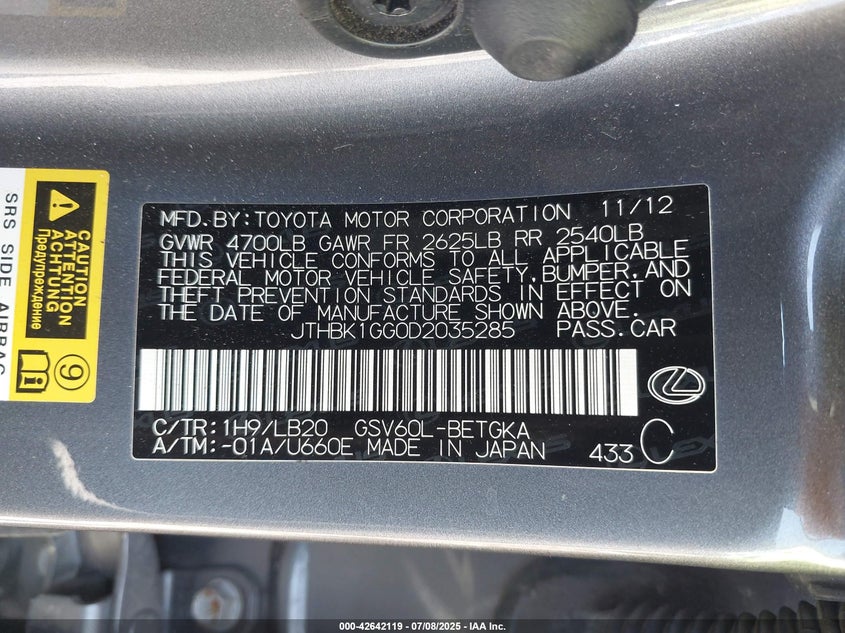 MFD.BY:TOYOTA MOTOR CORPORATION 11/12
GVWR 4700LB GAWR FR 2625LB RR 2540LB
THIS VEHICLE CONFORMS TO ALL APPLICABLE
FEDERAL MOTOR VEHICLE SAFETY,BUMPER,AND
THEFT PREVENTION STANDARDS IN EFFECT ON
THE DATE OF MANUFACTURE SHOWN ABOVE.
JTHBK1GG0D2035285 PASS.CAR
C/TR:1H9/LB20 GSV60L-BETGKA
A/TM:-01A/U660E MADE IN JAPAN 433 C
CAUTION
ATTENTION
ACHTUNG
Предупреждение
SRS SIDE AIRBAG
9
000-42642119 - 07/08/2025 - IAA Inc.